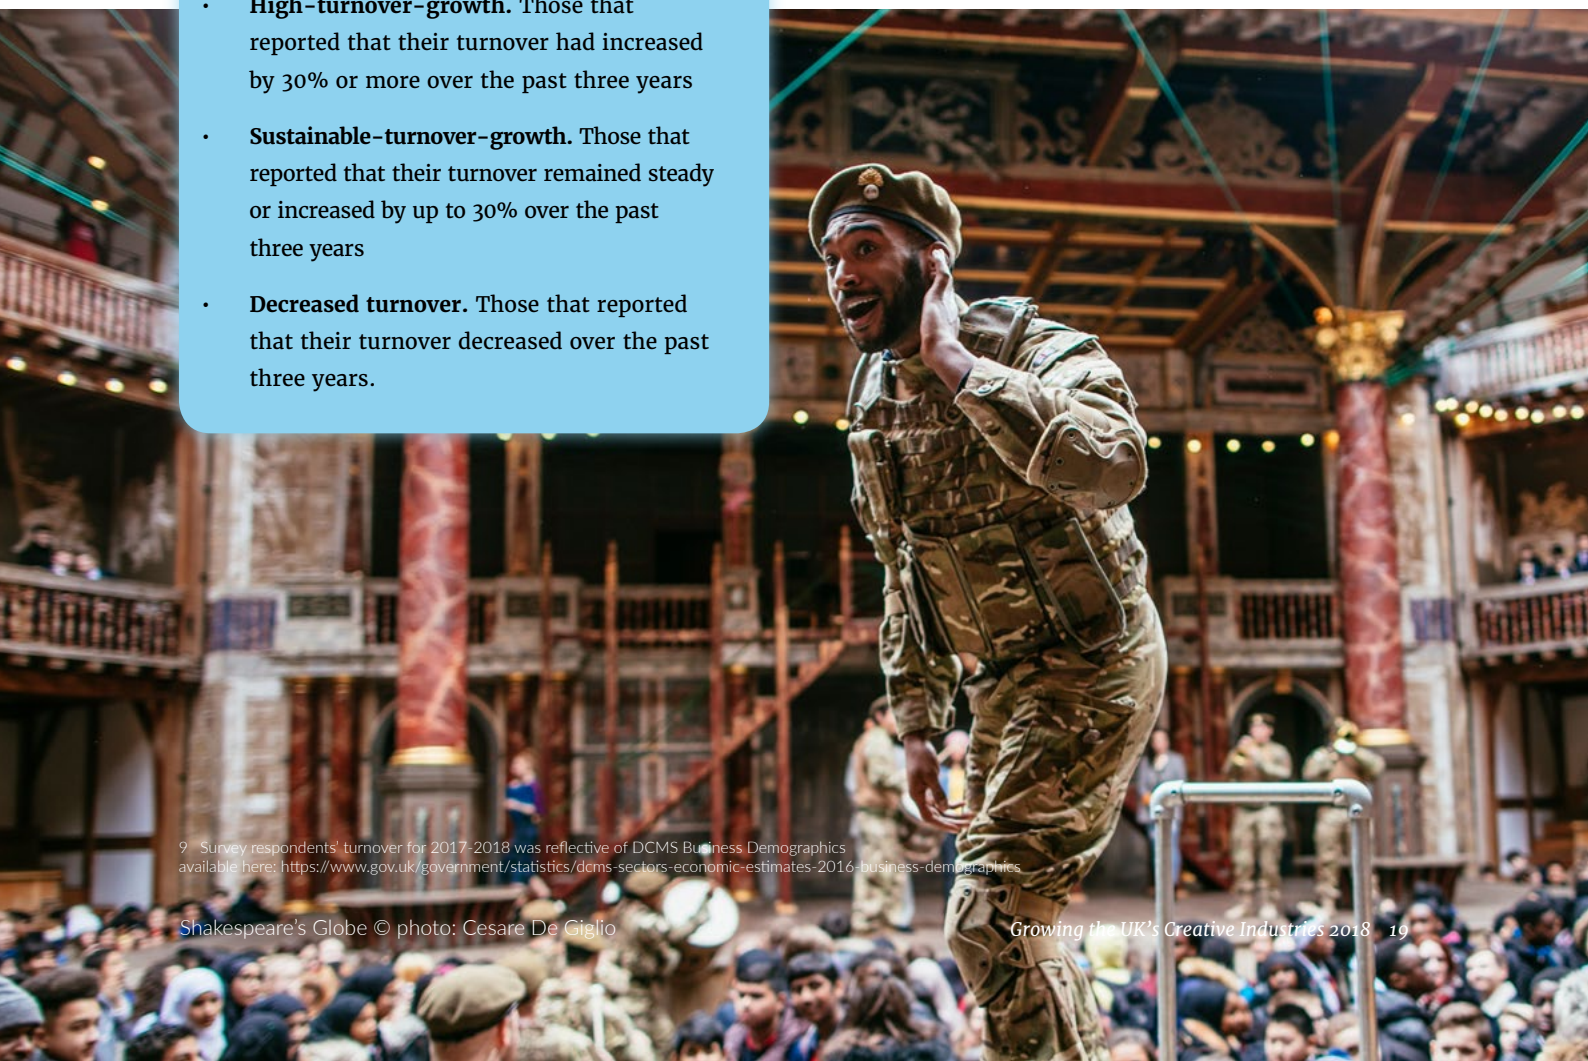 • High-turnover-growth. Those that
reported that their turnover had increased
by 30% or more over the past three years
• Sustainable-turnover-growth. Those that
reported that their turnover remained steady
or increased by up to 30% over the past
three years
• Decreased turnover. Those that reported
that their turnover decreased over the past
three years.
9 Survey respondents' turnover for 2017-2018 was reflective of DCMS Business Demographics
available here: https://www.gov.uk/government/statistics/dcms-sectors-economic-estimates-2016-business-demographics
Shakespeare's Globe © photo: Cesare De Giglio
Growing the UK's Creative Industries 2018 19